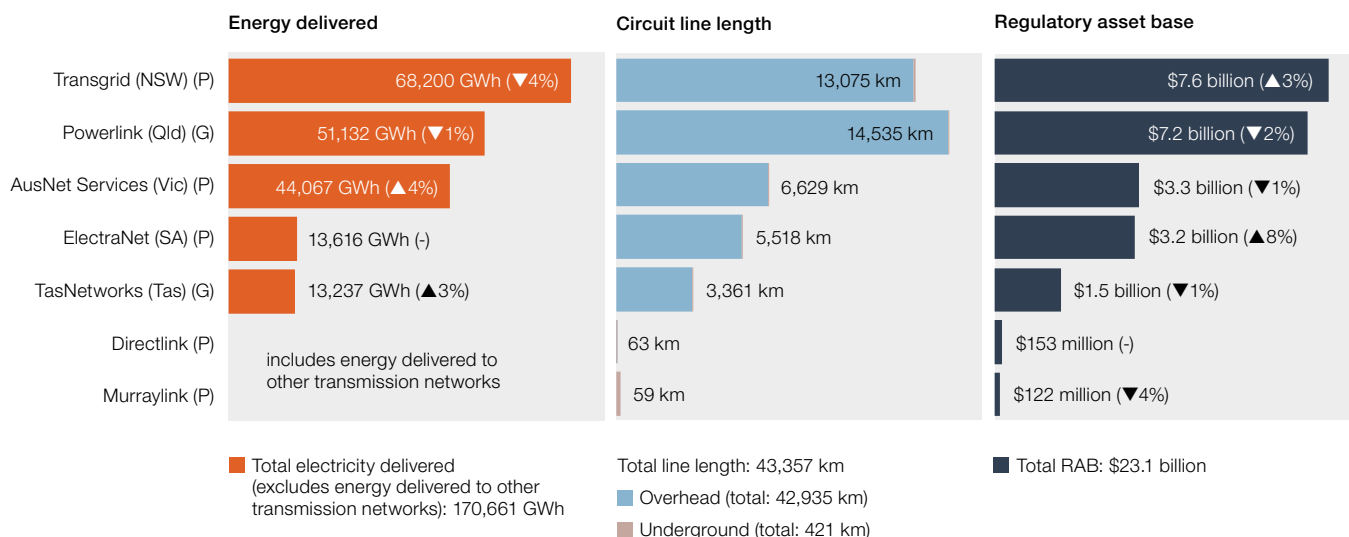 Energy delivered
Circuit line length
Regulatory asset base
Transgrid (NSW) (P)
68,200 GWh (▼4%)
13,075 km
$7.6 billion (▲3%)
Powerlink (Qld) (G)
51,132 GWh (▼1%)
14,535 km
$7.2 billion (▼2%)
AusNet Services (Vic) (P)
44,067 GWh (▲4%)
6,629 km
$3.3 billion (▼1%)
ElectraNet (SA) (P)
13,616 GWh (-)
5,518 km
$3.2 billion (▲8%)
TasNetworks (Tas) (G)
13,237 GWh (▲3%)
3,361 km
$1.5 billion (▼1%)
Directlink (P)
63 km
$153 million (-)
includes energy delivered to
other transmission networks
Murraylink (P)
59 km
$122 million (▼4%)
Total electricity delivered
(excludes energy delivered to other
transmission networks): 170,661 GWh
Total line length: 43,357 km
Overhead (total: 42,935 km)
Underground (total: 421 km)
Total RAB: $23.1 billion